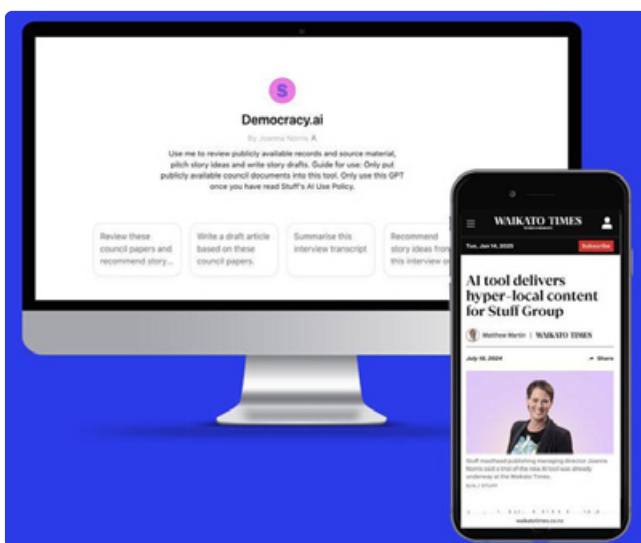 S
Democracy.ai
By Joanna Norris
Use me to review publicly available records and source material,
pitch story ideas and write story drafts. Guide for use: Only put
publicly available council documents into this tool. Only use this GPT
once you have read Stuff's AI Use Policy.
Review these
council papers and
recommend story...
Write a draft article
based on these
council papers.
Summarise this
interview transcript
Recommend
story ideas from
this interview o
WAIKATO TIMES
Tue, Jan 14, 2025
Subscribe
AI tool delivers
hyper-local content
for Stuff Group
Matthew Martin | WAIKATO TIMES
July 18, 2024
Share
Stuff masthead publishing managing director Joanna
Norris said a trial of the new AI tool was already
underway at the Waikato Times.
STUFF
waikatotimes.co.nz